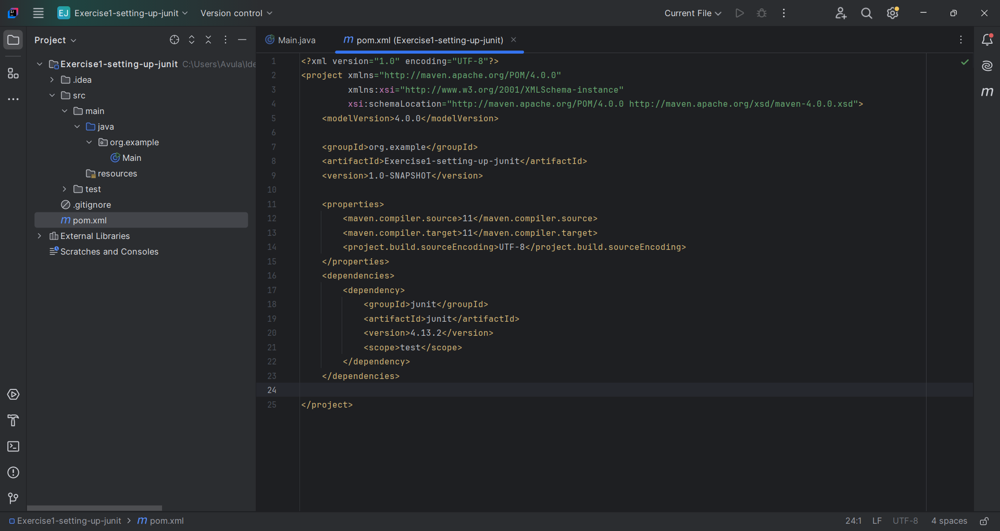 EJ Exercise1-setting-up-junit Version control Current File
Project
Main.java
m pom.xml (Exercise1-setting-up-junit)
Exercise1-setting-up-junit C:\Users\Avula\Ide
.idea
src
main
java
org.example
Main
resources
test
.gitignore
m pom.xml
External Libraries
Scratches and Consoles
1 <?xml version="1.0" encoding="UTF-8"?>
2 <project xmlns="http://maven.apache.org/POM/4.0.0"
3 xmlns:xsi="http://www.w3.org/2001/XMLSchema-instance"
4 xsi:schemaLocation="http://maven.apache.org/POM/4.0.0 http://maven.apache.org/xsd/maven-4.0.0.xsd">
5 <modelVersion>4.0.0</modelVersion>
6
7 <groupId>org.example</groupId>
8 <artifactId>Exercise1-setting-up-junit</artifactId>
9 <version>1.0-SNAPSHOT</version>
10
11 <properties>
12 <maven.compiler.source>11</maven.compiler.source>
13 <maven.compiler.target>11</maven.compiler.target>
14 <project.build.sourceEncoding>UTF-8</project.build.sourceEncoding>
15 </properties>
16 <dependencies>
17 <dependency>
18 <groupId>junit</groupId>
19 <artifactId>junit</artifactId>
20 <version>4.13.2</version>
21 <scope>test</scope>
22 </dependency>
23 </dependencies>
24
25 </project>
m
Exercise1-setting-up-junit > m pom.xml
24:1 LF UTF-8 4 spaces